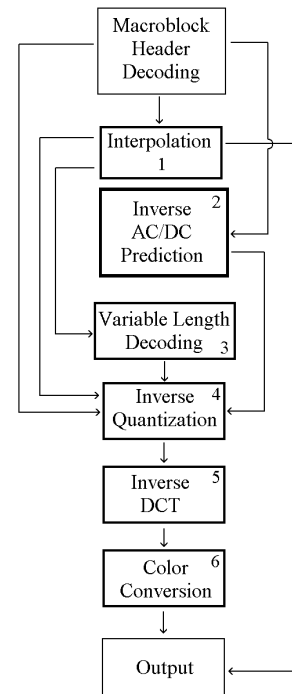 Macroblock
Header
Decoding
Interpolation
1
Inverse 2
AC/DC
Prediction
Variable Length
Decoding 3
Inverse 4
Quantization
5
Inverse
DCT
6
Color
Conversion
Output